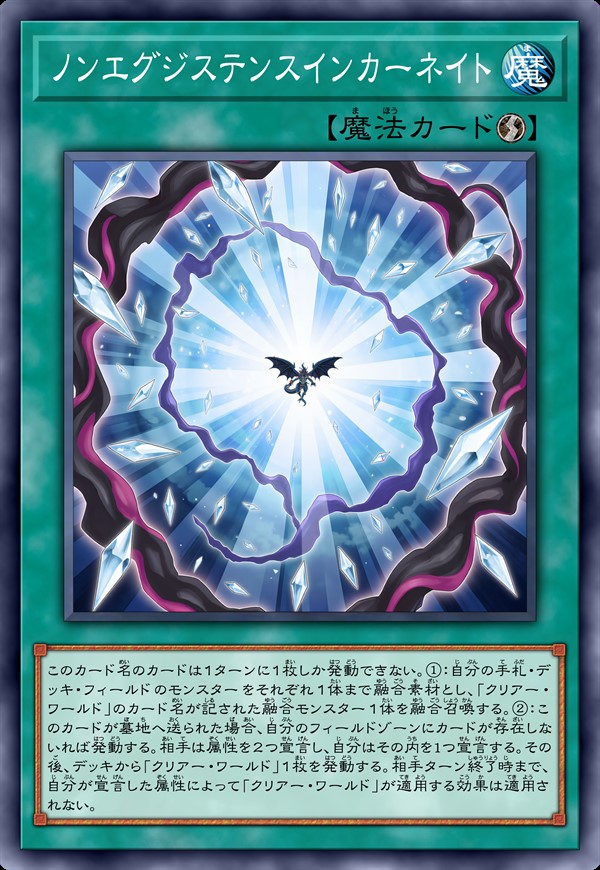 ノンエグジステンスインカーネイト 魔
【魔法カード】
このカード名のカードは1ターンに1枚しか発動できない。①:自分の手札・デ
ッキ・フィールドのモンスターをそれぞれ1体まで融合素材とし、「クリアー・
ワールド」のカード名が記された融合モンスター1体を融合召喚する。②:こ
のカードが墓地へ送られた場合、自分のフィールドゾーンにカードが存在しな
ければ発動する。相手は属性を2つ宣言し、自分はその内を1つ宣言する。その
後、デッキから「クリアー・ワールド」1枚を発動する。相手ターン終了時まで、
自分が宣言した属性によって「クリアー・ワールド」が適用する効果は適用さ
れない。